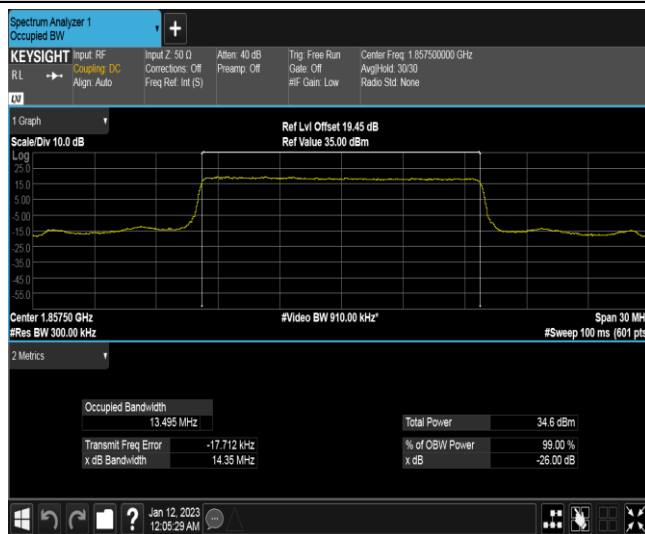 Spectrum Analyzer 1
Occupied BW
+
KEYSIGHT
RL
LXI
Input: RF
Coupling: DC
Align: Auto
Input Z: 50 Ω
Corrections: Off
Freq Ref: Int (S)
Atten: 40 dB
Preamp: Off
Trig: Free Run
Gate: Off
#IF Gain: Low
Center Freq: 1.857500000 GHz
Avg|Hold: 30/30
Radio Std: None
1 Graph
Scale/Div 10.0 dB
Ref Lvl Offset 19.45 dB
Ref Value 35.00 dBm
Log
25.0
15.0
5.00
-5.00
-15.0
-25.0
-35.0
-45.0
-55.0
Center 1.85750 GHz
#Res BW 300.00 kHz
#Video BW 910.00 kHz*
Span 30 MH
#Sweep 100 ms (601 pts
2 Metrics
Occupied Bandwidth
13.495 MHz
Transmit Freq Error -17.712 kHz
x dB Bandwidth 14.35 MHz
Total Power 34.6 dBm
% of OBW Power 99.00 %
x dB -26.00 dB
?
Jan 12, 2023
12:05:29 AM